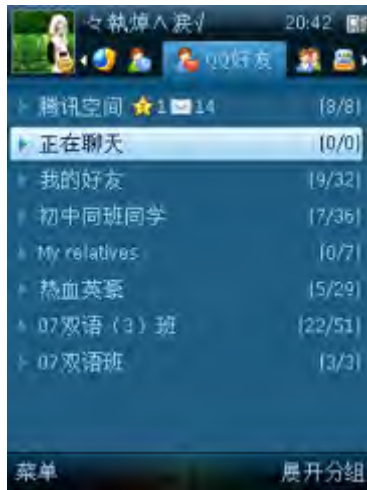 々執焯∧淚√ 20:42
QQ好友
腾讯空间 1 14 (8/8)
正在聊天 (0/0)
我的好友 (9/32)
初中同班同学 (7/36)
My relatives (0/7)
热血英豪 (5/29)
07双语（3）班 (22/51)
07双语班 (3/3)
菜单 展开分组